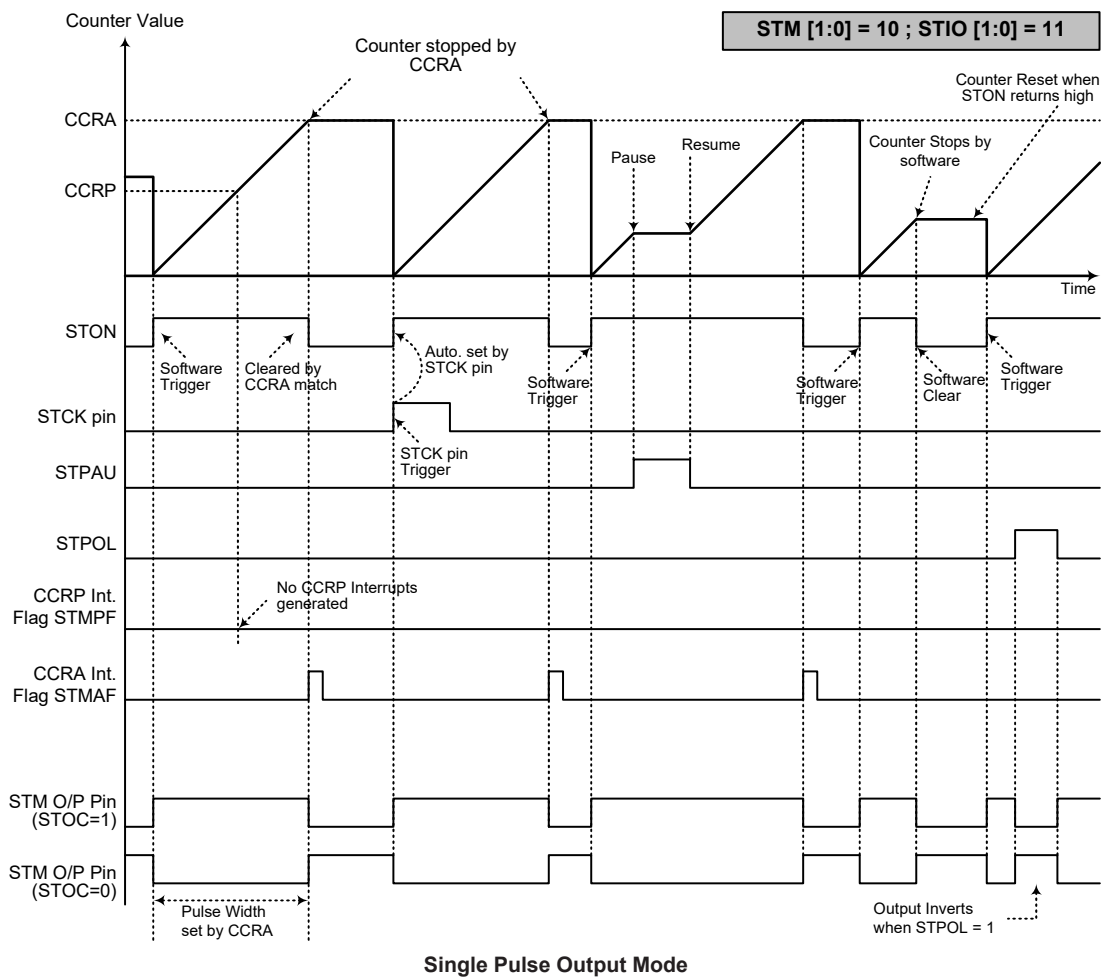 Counter Value
STM [1:0] = 10 ; STIO [1:0] = 11
Counter stopped by
CCRA
Counter Reset when
STON returns high
CCRA
Counter Stops by
software
Pause
Resume
CCRP
Time
STON
Software
Trigger
Cleared by
CCRA match
Auto. set by
STCK pin
Software
Trigger
Software
Trigger
Software
Clear
Software
Trigger
STCK pin
STCK pin
Trigger
STPAU
STPOL
CCRP Int.
Flag STMPF
No CCRP Interrupts
generated
CCRA Int.
Flag STMAF
STM O/P Pin
(STOC=1)
STM O/P Pin
(STOC=0)
Pulse Width
set by CCRA
Output Inverts
when STPOL = 1
Single Pulse Output Mode